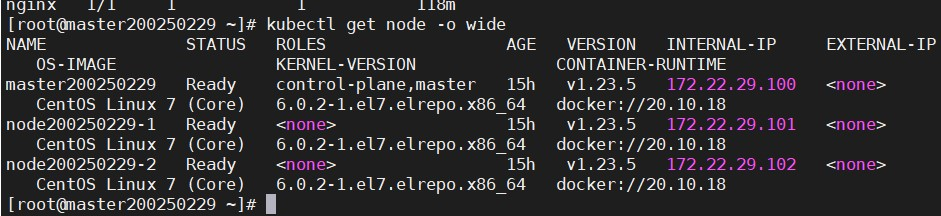 nginx   1/1     1            1           118m
[root@master200250229 ~]# kubectl get node -o wide
NAME              STATUS   ROLES                  AGE   VERSION   INTERNAL-IP     EXTERNAL-IP
   OS-IMAGE                KERNEL-VERSION              CONTAINER-RUNTIME
master200250229   Ready    control-plane,master   15h   v1.23.5   172.22.29.100   <none>
   CentOS Linux 7 (Core)   6.0.2-1.el7.elrepo.x86_64   docker://20.10.18
node200250229-1   Ready    <none>                 15h   v1.23.5   172.22.29.101   <none>
   CentOS Linux 7 (Core)   6.0.2-1.el7.elrepo.x86_64   docker://20.10.18
node200250229-2   Ready    <none>                 15h   v1.23.5   172.22.29.102   <none>
   CentOS Linux 7 (Core)   6.0.2-1.el7.elrepo.x86_64   docker://20.10.18
[root@master200250229 ~]#